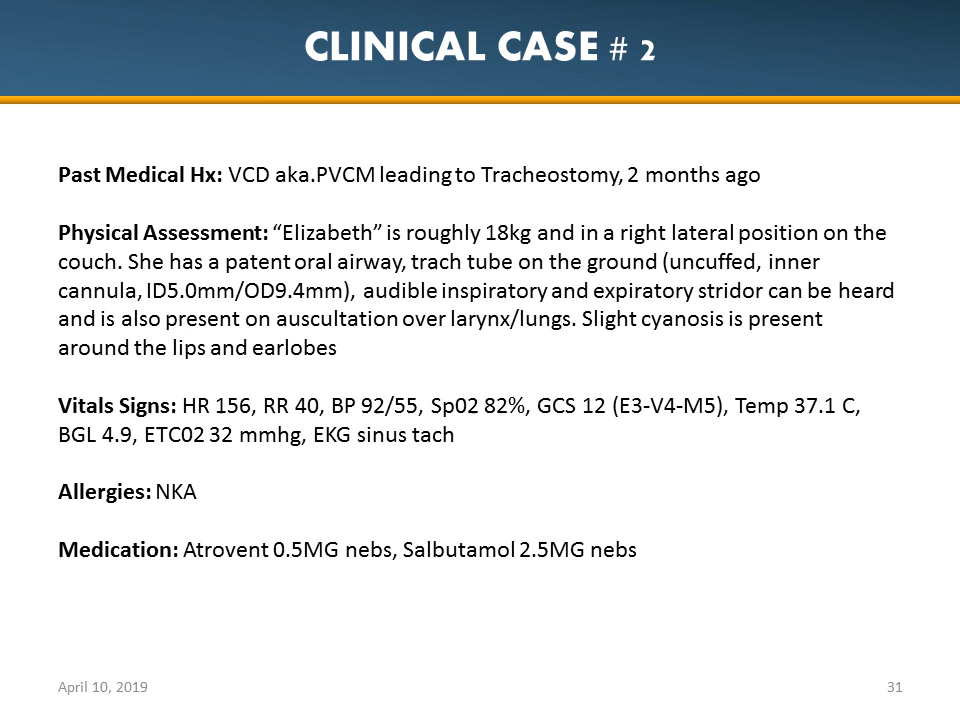 CLINICAL CASE # 2
Past Medical Hx: VCD aka.PVCM leading to Tracheostomy, 2 months ago
Physical Assessment: “Elizabeth” is roughly 18kg and in a right lateral position on the
couch. She has a patent oral airway, trach tube on the ground (uncuffed, inner
cannula, ID5.0mm/OD9.4mm), audible inspiratory and expiratory stridor can be heard
and is also present on auscultation over larynx/lungs. Slight cyanosis is present
around the lips and earlobes
Vitals Signs: HR 156, RR 40, BP 92/55, Sp02 82%, GCS 12 (E3-V4-M5), Temp 37.1 C,
BGL 4.9, ETC02 32 mmhg, EKG sinus tach
Allergies: NKA
Medication: Atrovent 0.5MG nebs, Salbutamol 2.5MG nebs
April 10, 2019
31